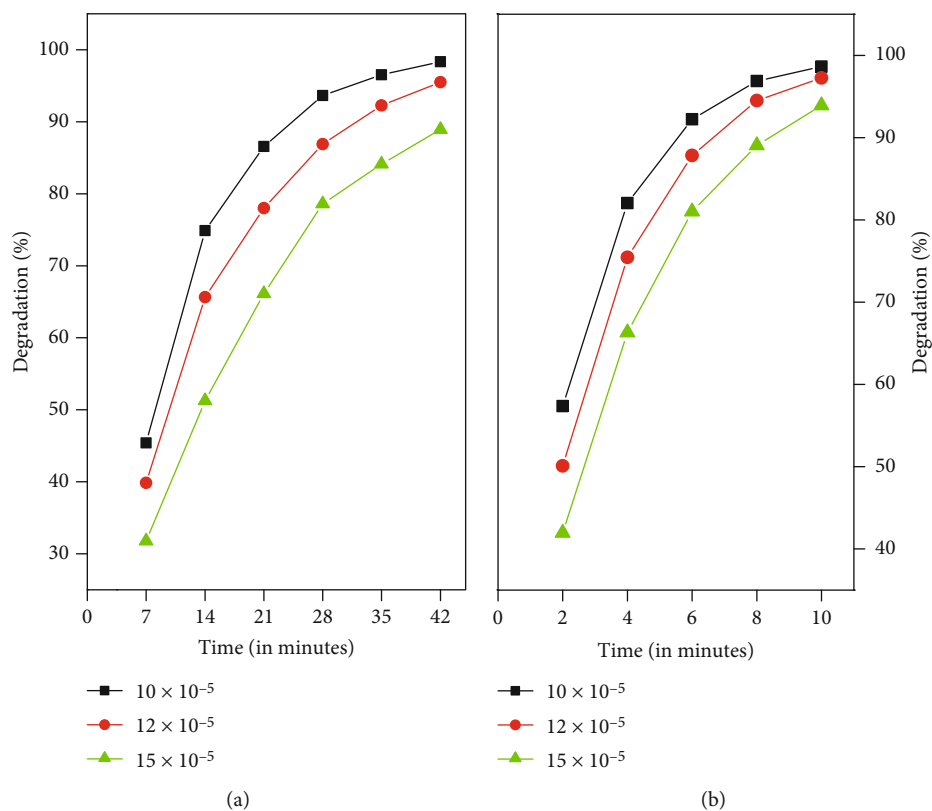 100
90
80
70
60
50
40
30
Degradation (%)
0 7 14 21 28 35 42
Time (in minutes)
10 × 10⁻⁵
12 × 10⁻⁵
15 × 10⁻⁵
(a)
100
90
80
70
60
50
40
Degradation (%)
0 2 4 6 8 10
Time (in minutes)
10 × 10⁻⁵
12 × 10⁻⁵
15 × 10⁻⁵
(b)